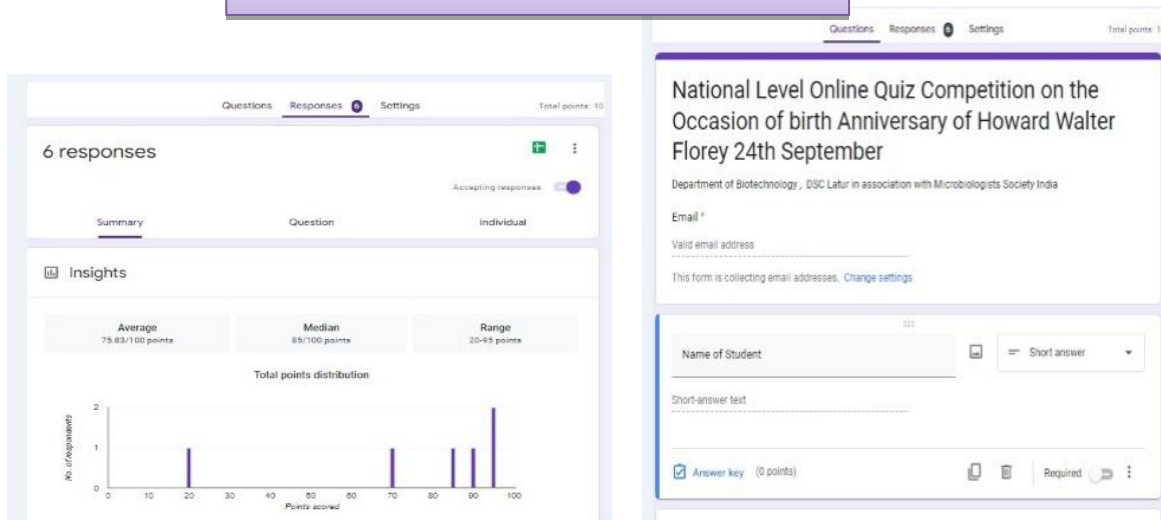 Questions Responses 6 Settings Total points: 10
6 responses
Accepting responses
Summary Question Individual
Insights
Average Median Range
75.83/100 points 85/100 points 20-95 points
Total points distribution
No. of respondents
2
1
0
0 10 20 30 40 50 60 70 80 90 100
Points scored
Questions Responses 6 Settings Total points: 1
National Level Online Quiz Competition on the
Occasion of birth Anniversary of Howard Walter
Florey 24th September
Department of Biotechnology , DSC Latur in association with Microbiologists Society India
Email *
Valid email address
This form is collecting email addresses. Change settings
Name of Student Short answer
Short-answer text
Answer key (0 points) Required